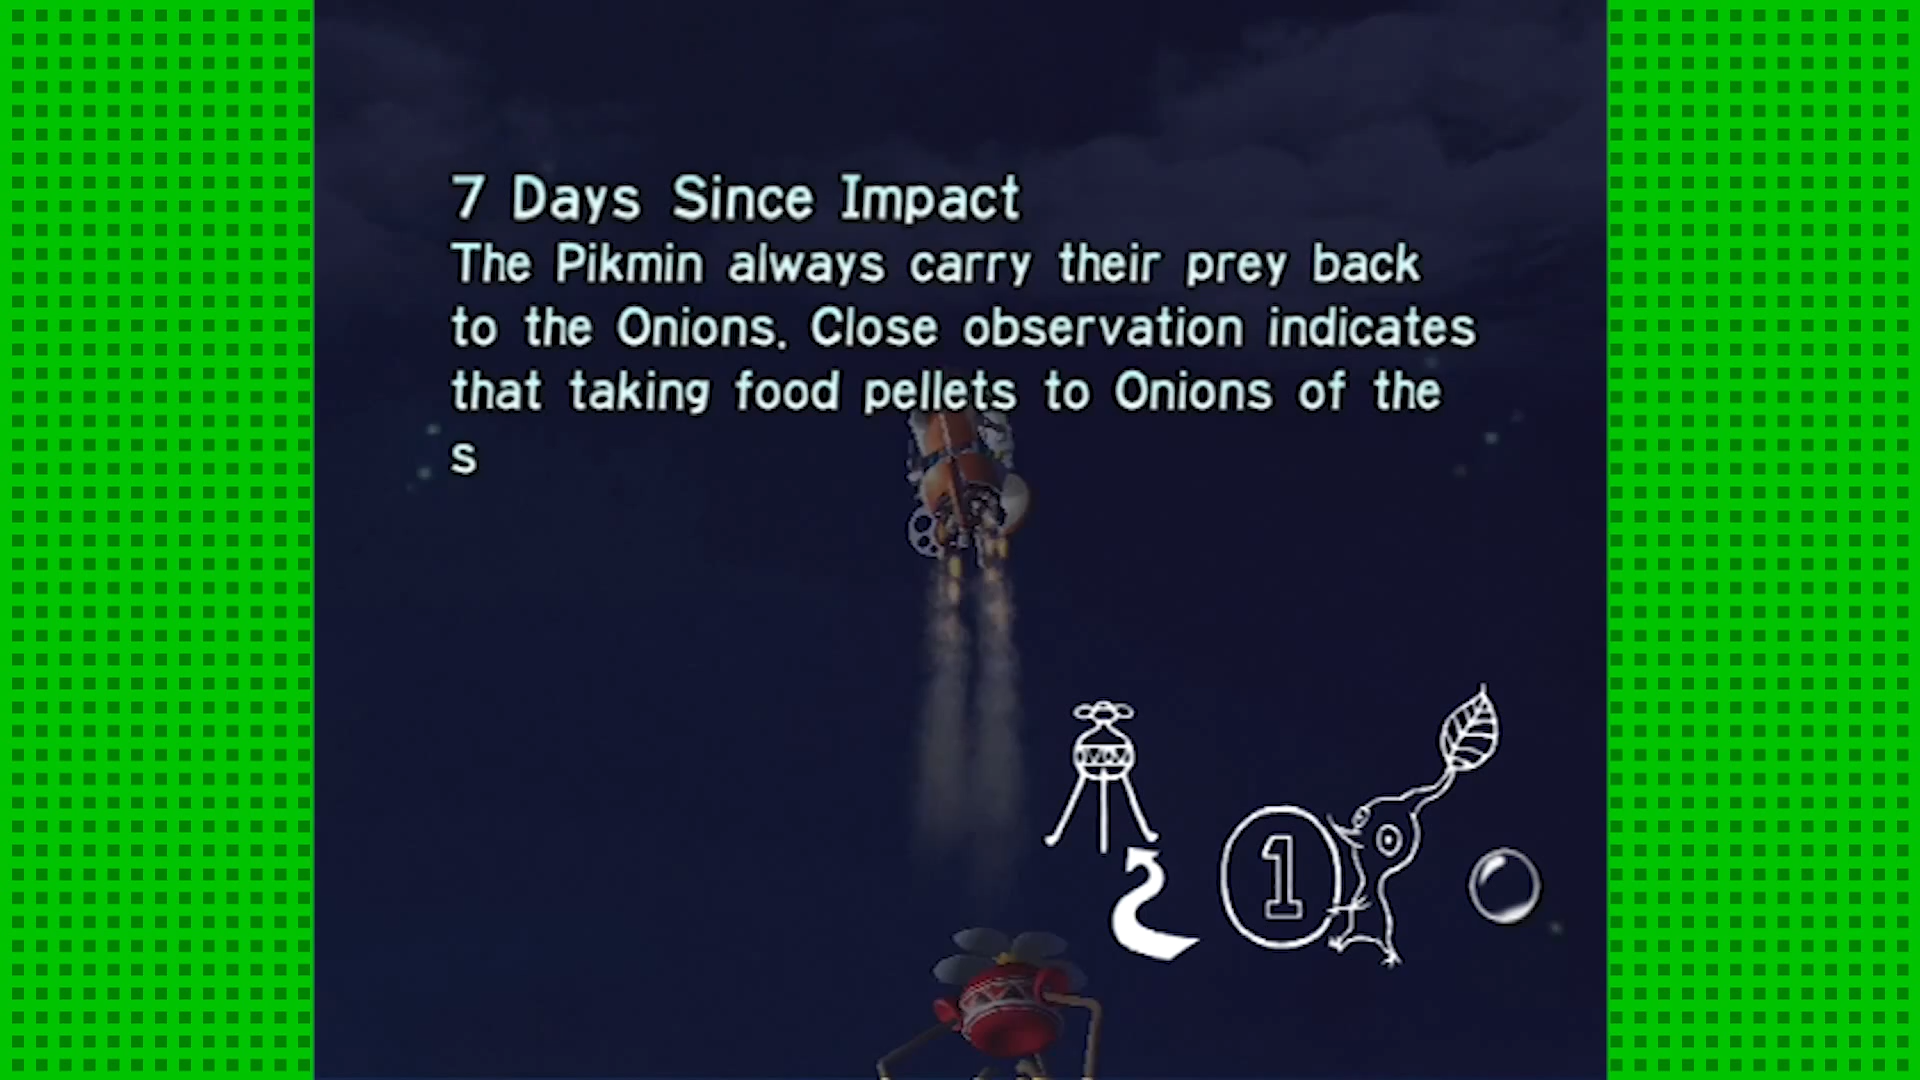 7 Days Since Impact
The Pikmin always carry their prey back
to the Onions. Close observation indicates
that taking food pellets to Onions of the
s
1